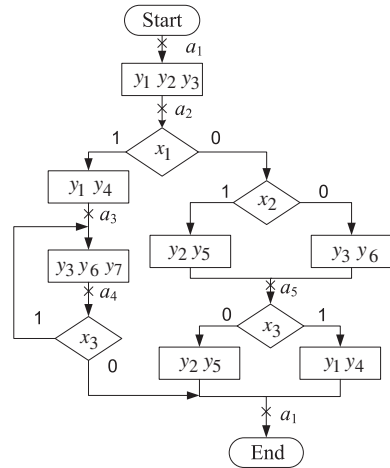 Start
a₁
y₁ y₂ y₃
a₂
1 x₁ 0
y₁ y₄
1 x₂ 0
a₃
y₂ y₅
y₃ y₆
y₃ y₆ y₇
a₄
a₅
1 x₃ 0
0 x₃ 1
y₂ y₅
y₁ y₄
a₁
End